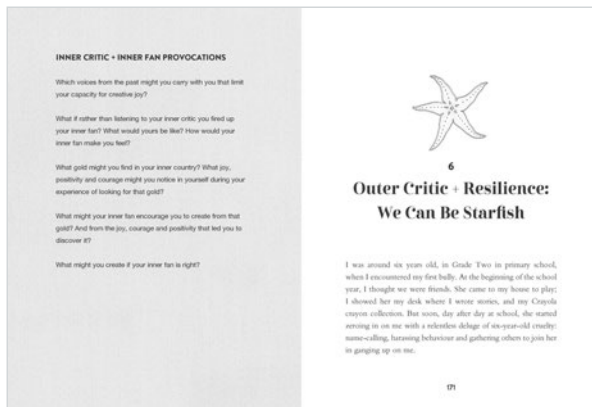 INNER CRITIC + INNER FAN PROVOCATIONS
Which voices from the past might you carry with you that limit
your capacity for creative joy?
What if rather than listening to your inner critic you fired up
your inner fan? What would yours be like? How would your
inner fan make you feel?
What gold might you find in your inner country? What joy,
positivity and courage might you notice in yourself during your
experience of looking for that gold?
What might your inner fan encourage you to create from that
gold? And from the joy, courage and positivity that led you to
discover it?
What might you create if your inner fan is right?
6
Outer Critic + Resilience:
We Can Be Starfish
I was around six years old, in Grade Two in primary school,
when I encountered my first bully. At the beginning of the school
year, I thought we were friends. She came to my house to play;
I showed her my desk where I wrote stories, and my Crayola
crayon collection. But soon, day after day at school, she started
zeroing in on me with a relentless deluge of six-year-old cruelty:
name-calling, harassing behaviour and gathering others to join her
in ganging up on me.
171